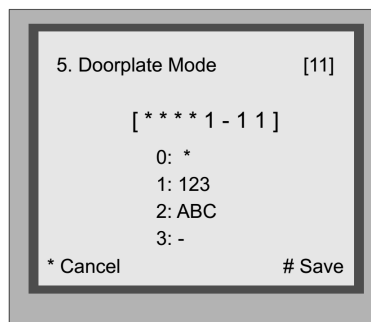 5. Doorplate Mode [11]
[ * * * * 1 - 1 1 ]
0: *
1: 123
2: ABC
3: -
* Cancel # Save